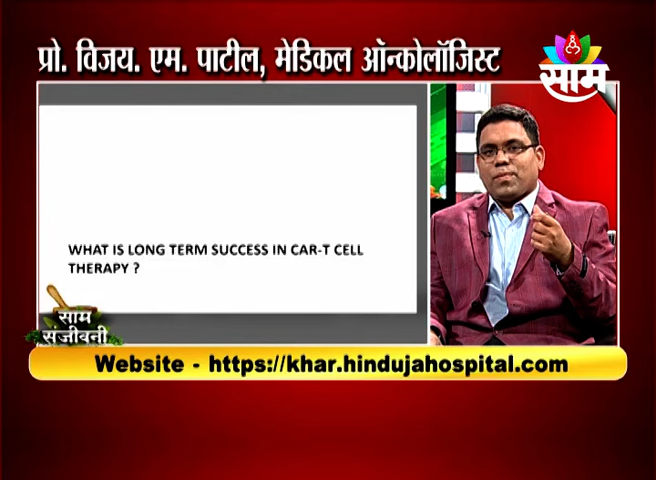 प्रो. विजय. एम. पाटील, मेडिकल ऑन्कोलॉजिस्ट
साम
WHAT IS LONG TERM SUCCESS IN CAR-T CELL
THERAPY ?
साम
संजीवनी
Website - https://khar.hindujahospital.com